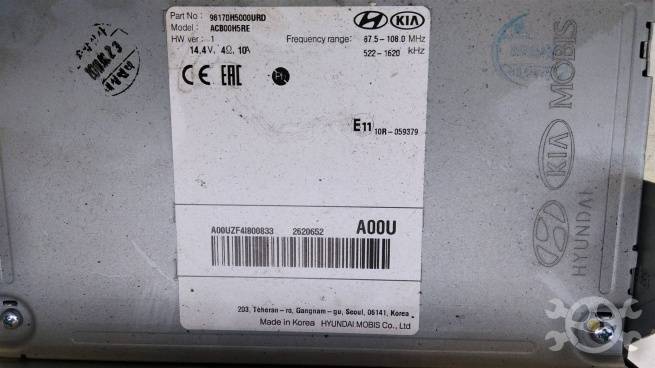 Part No : 96170H5000URD
Model : ACB00H5RE
HW ver : 1
14.4V, 4Ω, 10A
HYUNDAI KIA
Frequency range : 87.5 - 108.0 MHz
522 - 1620 kHz
CE EAC
E11 10R - 059379
A00UZF4I800833 2620652 A00U
203, Teheran - ro, Gangnam - gu, Seoul, 06141, Korea
Made in Korea HYUNDAI MOBIS Co., Ltd
HYUNDAI KIA MOBIS